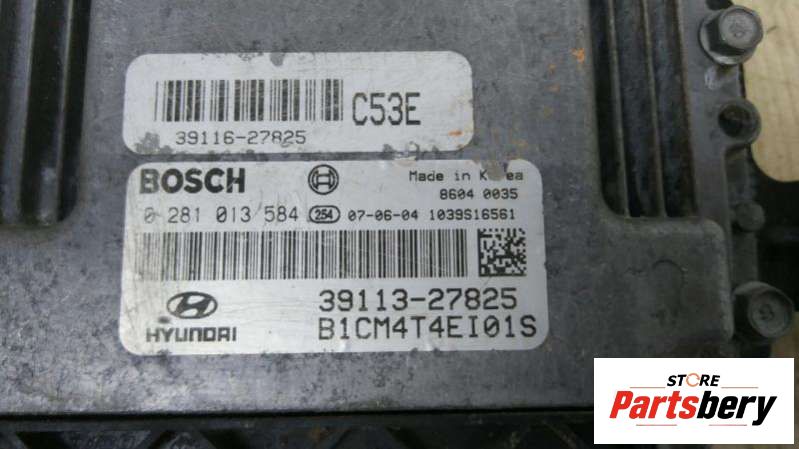 C53E
39116-27825
BOSCH
Made in Korea
8604 0035
0 281 013 584 254 07-06-04 1039S16561
39113-27825
HYUNDAI
B1CM4T4EI01S
STORE
Partsbery